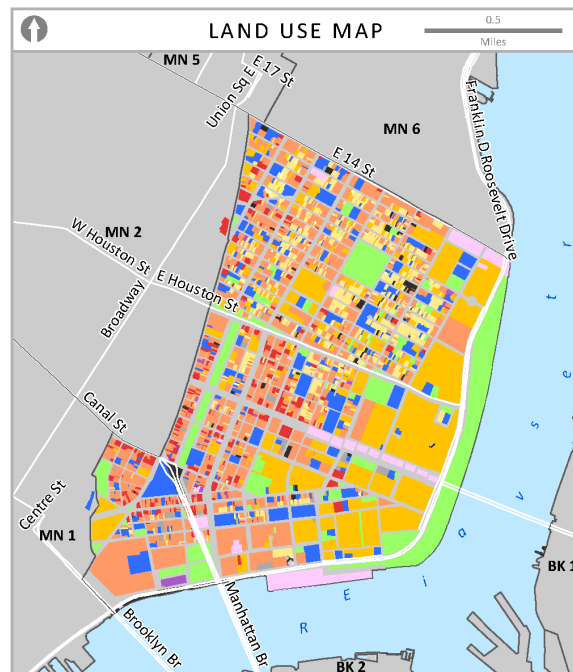 LAND USE MAP
0.5
Miles
MN 5
E 17 St
Union Sq E
MN 6
Franklin D Roosevelt Drive
E 14 St
MN 2
W Houston St
E Houston St
Broadway
Canal St
Centre St
MN 1
BK 1
Manhattan Br
Brooklyn Br
BK 2
E a s t R i v e r